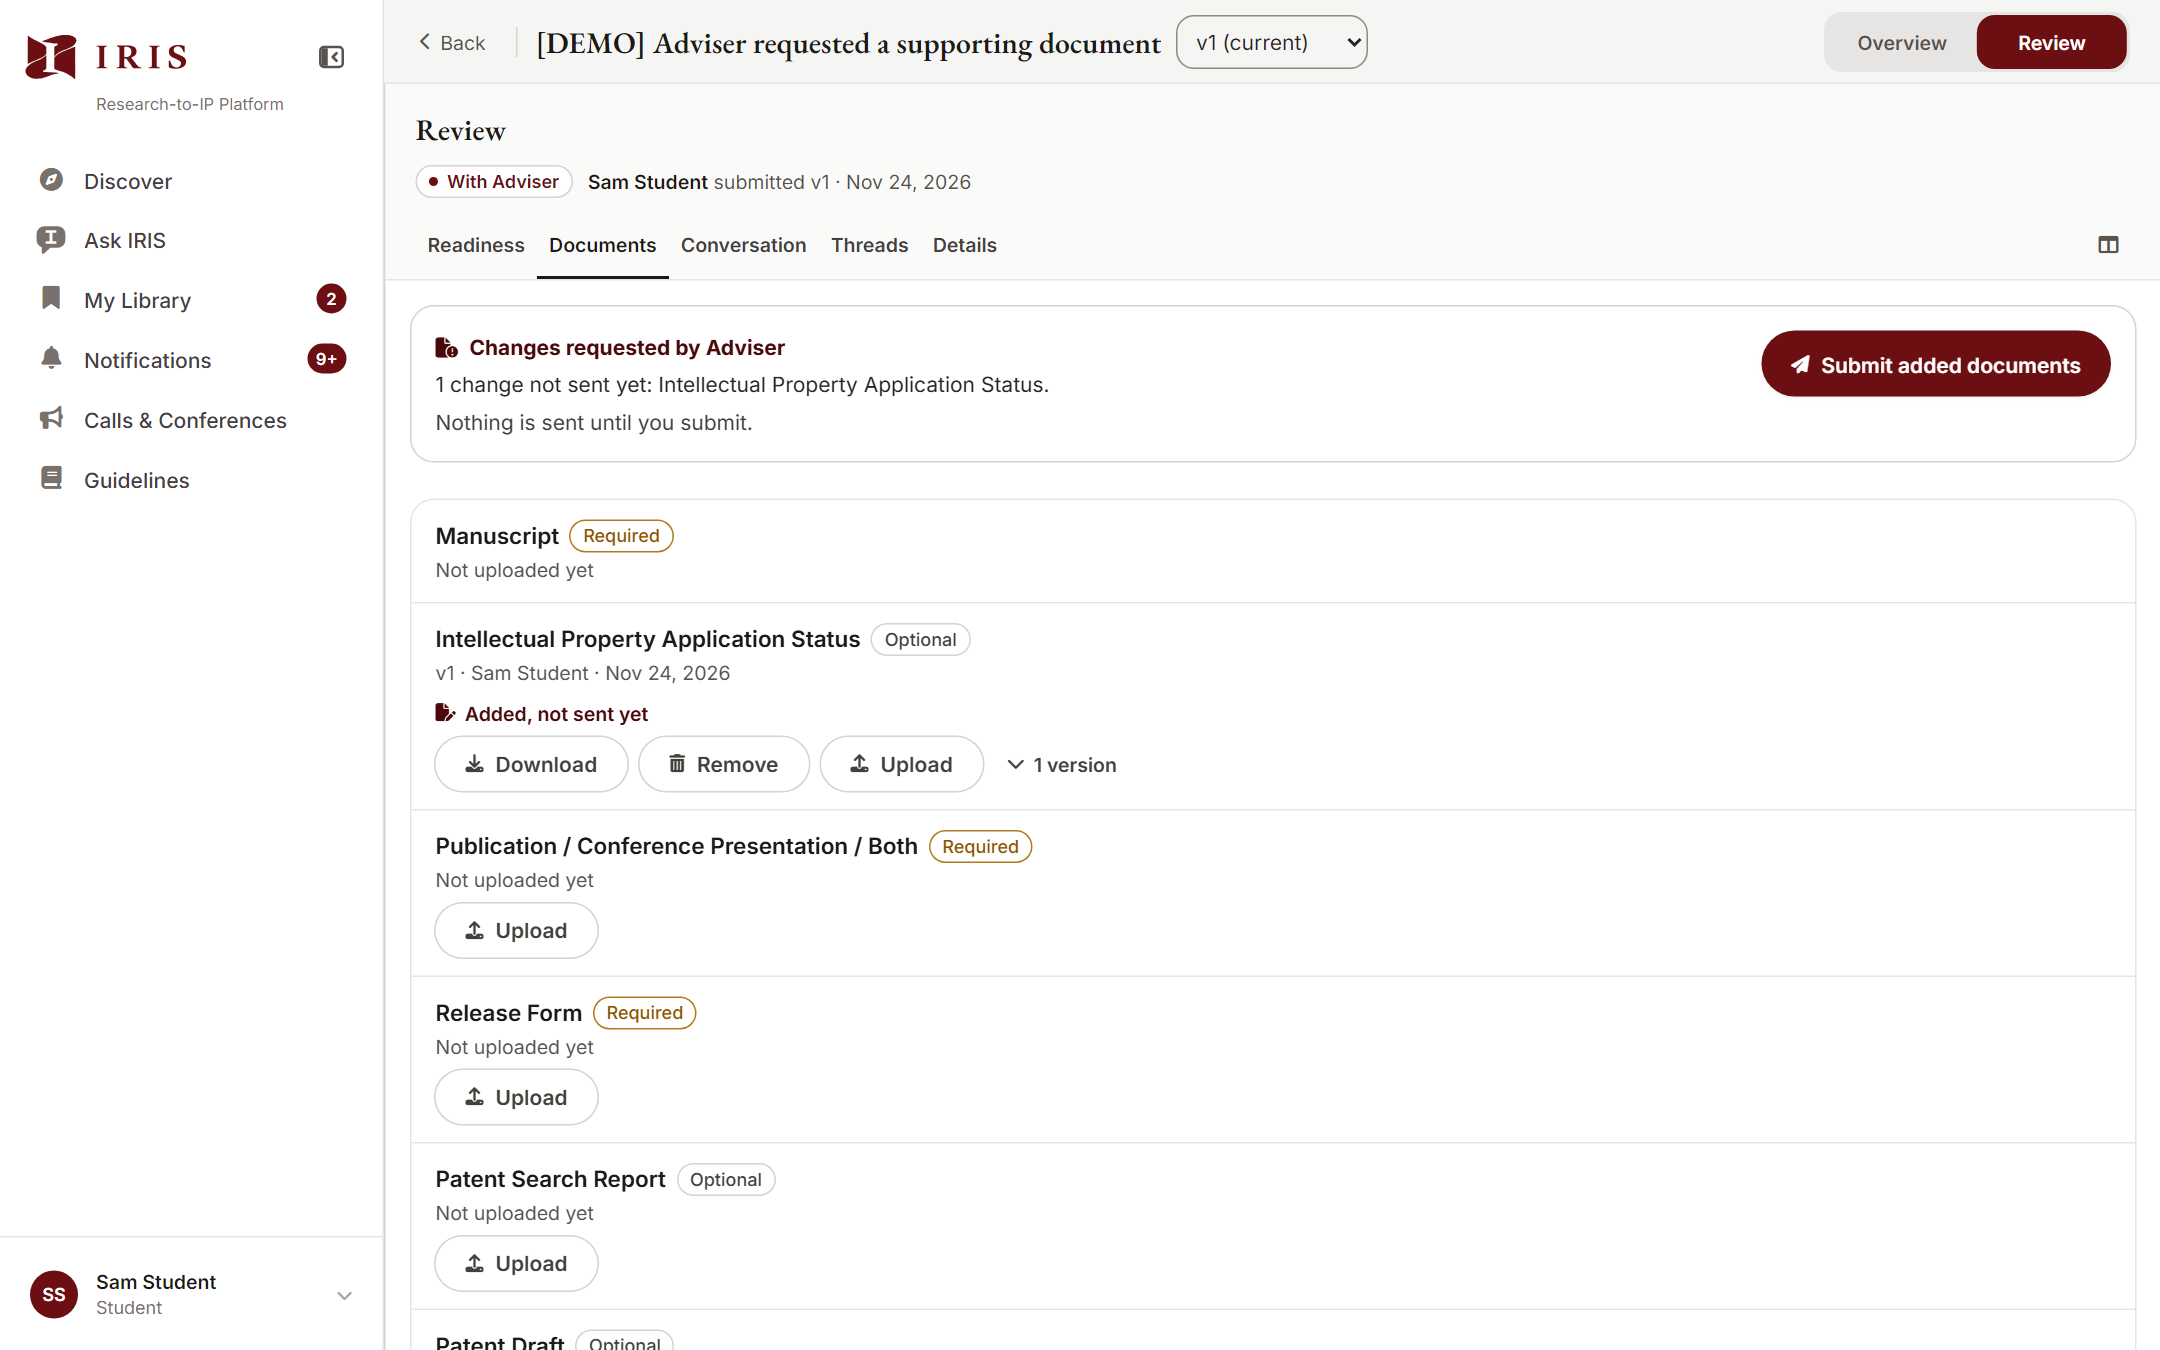 IRIS
Research-to-IP Platform
Discover
Ask IRIS
My Library 2
Notifications 9+
Calls & Conferences
Guidelines
SS
Sam Student
Student
Back
[DEMO] Adviser requested a supporting document
v1 (current)
Overview
Review
Review
With Adviser
Sam Student submitted v1 · Nov 24, 2026
Readiness
Documents
Conversation
Threads
Details
Changes requested by Adviser
1 change not sent yet: Intellectual Property Application Status.
Nothing is sent until you submit.
Submit added documents
Manuscript Required
Not uploaded yet
Intellectual Property Application Status Optional
v1 · Sam Student · Nov 24, 2026
Added, not sent yet
Download
Remove
Upload
1 version
Publication / Conference Presentation / Both Required
Not uploaded yet
Upload
Release Form Required
Not uploaded yet
Upload
Patent Search Report Optional
Not uploaded yet
Upload
Patent Draft Optional